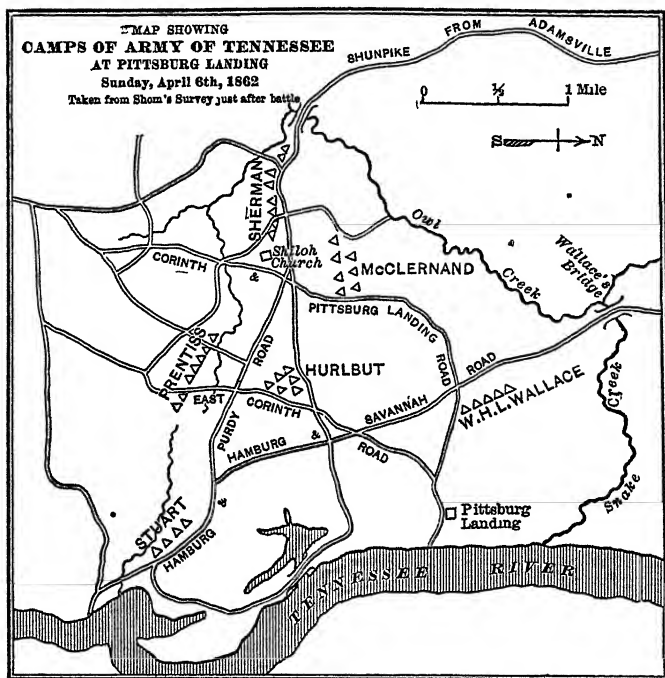 MAP SHOWING
CAMPS OF ARMY OF TENNESSEE
AT PITTSBURG LANDING
Sunday, April 6th, 1862
Taken from Shom's Survey just after battle
SHUNPIKE FROM ADAMSVILLE
0 ½ 1 Mile
S N
SHERMAN
Owl Creek
Wallace's Bridge
Shiloh
Church
McCLERNAND
CORINTH & PITTSBURG LANDING ROAD
PRENTISS
HURLBUT
EAST CORINTH ROAD
HAMBURG & PURDY ROAD
HAMBURG & SAVANNAH ROAD
W.H.L.WALLACE
Snake Creek
STUART
Pittsburg
Landing
TENNESSEE RIVER